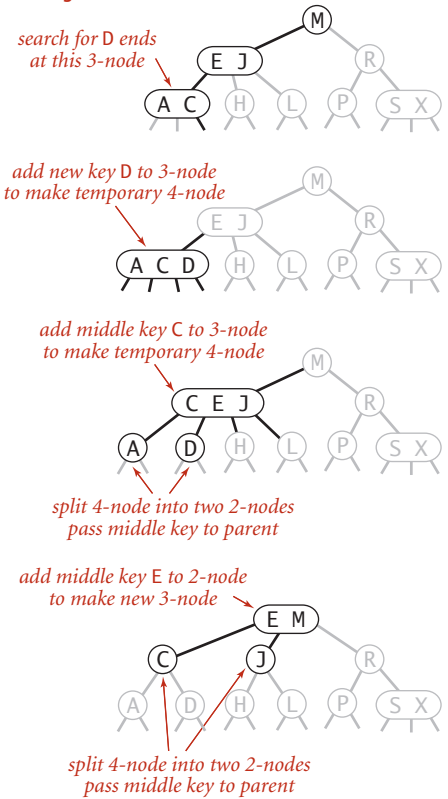 M
search for D ends
at this 3-node
E J
R
A C
H
L
P
S X
add new key D to 3-node
to make temporary 4-node
M
E J
R
A C D
H
L
P
S X
add middle key C to 3-node
to make temporary 4-node
M
C E J
R
A
D
H
L
P
S X
split 4-node into two 2-nodes
pass middle key to parent
add middle key E to 2-node
to make new 3-node
E M
C
J
R
A
D
H
L
P
S X
split 4-node into two 2-nodes
pass middle key to parent